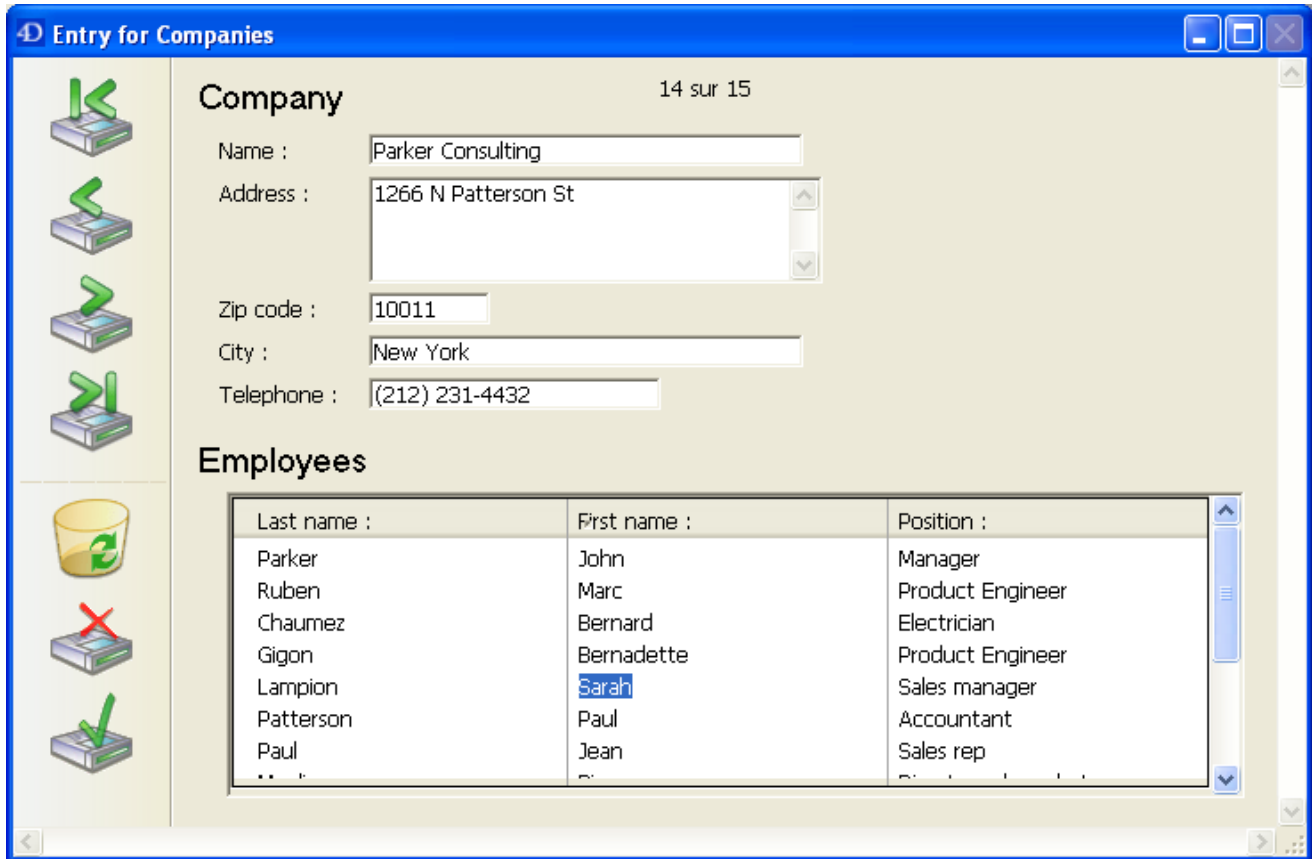 4D Entry for Companies
Company
14 sur 15
Name : Parker Consulting
Address : 1266 N Patterson St
Zip code : 10011
City : New York
Telephone : (212) 231-4432
Employees
Last name : First name : Position :
Parker John Manager
Ruben Marc Product Engineer
Chaumez Bernard Electrician
Gigon Bernadette Product Engineer
Lampion Sarah Sales manager
Patterson Paul Accountant
Paul Jean Sales rep